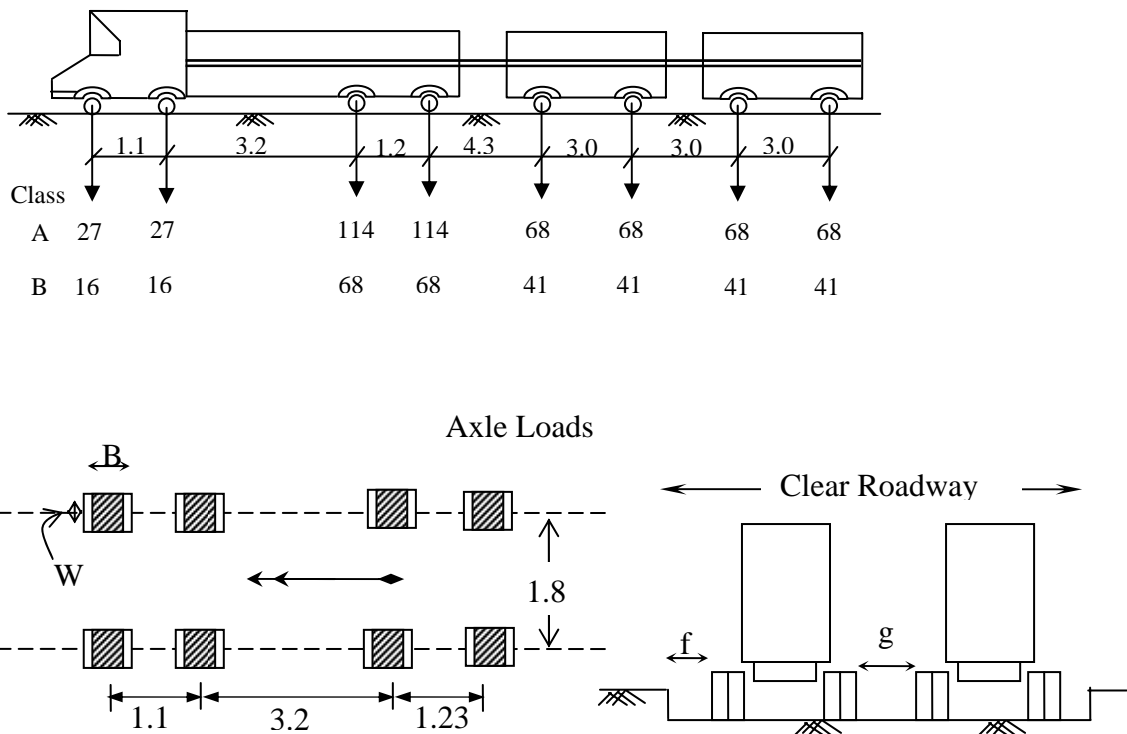 1.1 3.2 1.2 4.3 3.0 3.0 3.0
Class
A 27 27 114 114 68 68 68 68
B 16 16 68 68 41 41 41 41
Axle Loads
B
W
1.8
1.1 3.2 1.23
Clear Roadway
f g